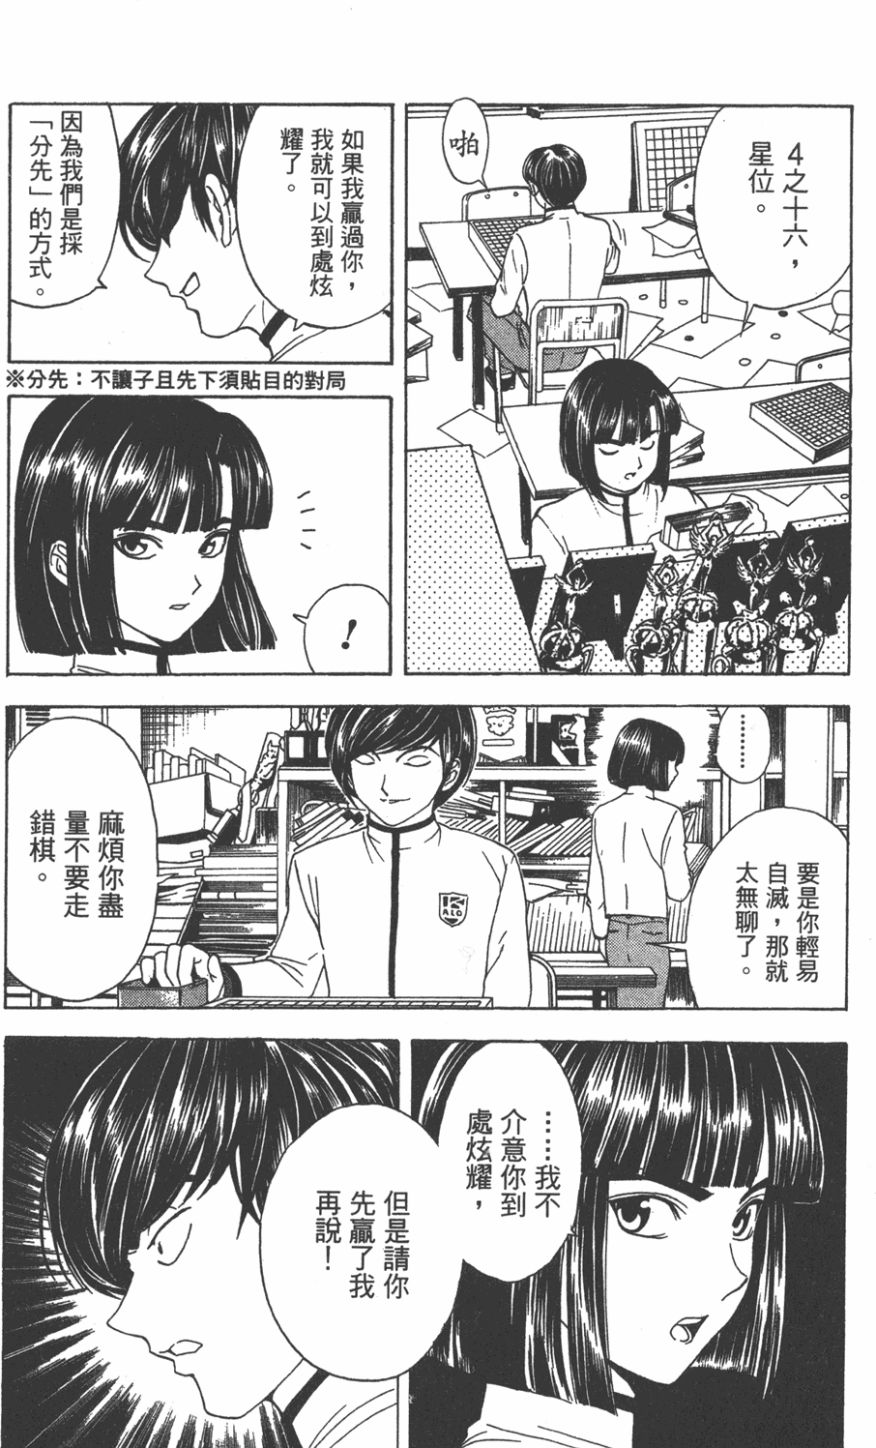 4之十六，
星位。
啪
如果我贏過你，
我就可以到處炫
耀了。
因為我們是採
「分先」的方式。
※分先：不讓子且先下須貼目的對局
！
………
要是你輕易
自滅，那就
太無聊了。
KAIO
麻煩你盡
量不要走
錯棋。
……我不
介意你到
處炫耀，
但是請你
先贏了我
再說！